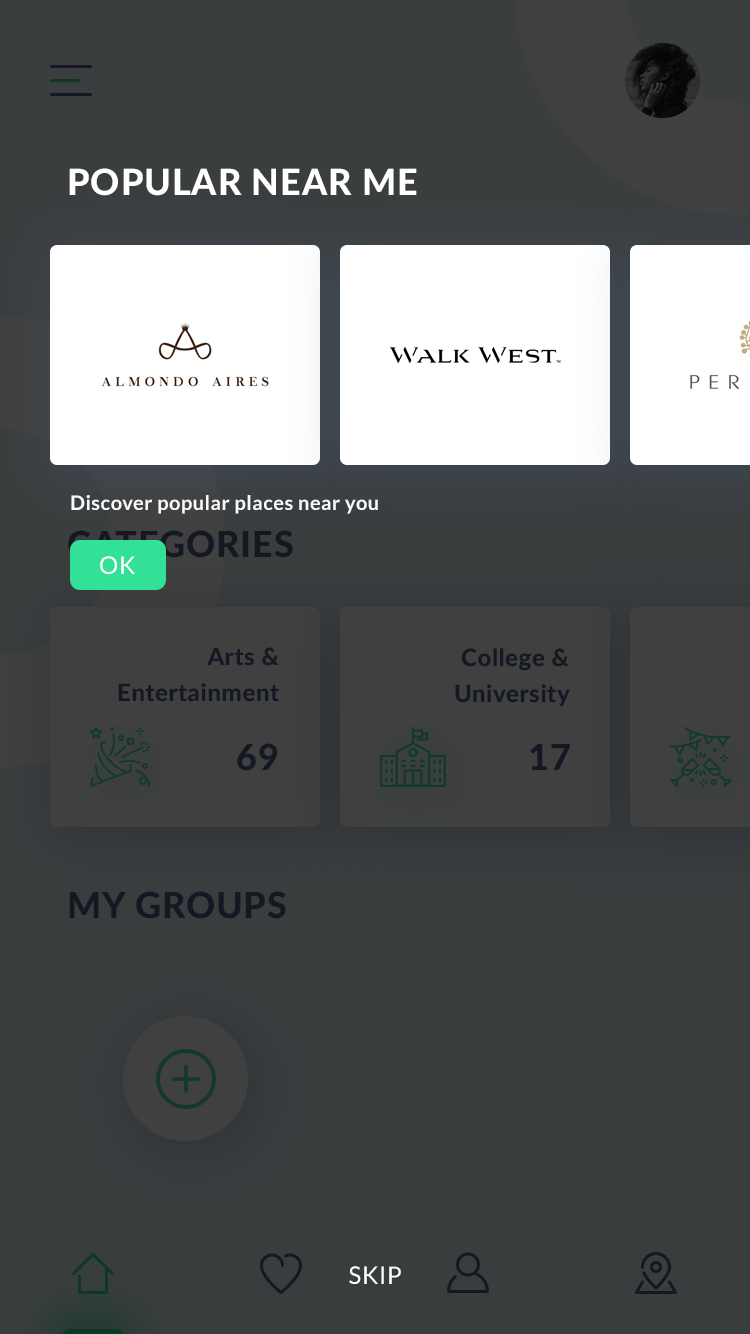 POPULAR NEAR ME
ALMONDO AIRES
WALK WEST™
PER
Discover popular places near you
CATEGORIES
OK
Arts &
Entertainment
69
College &
University
17
MY GROUPS
SKIP